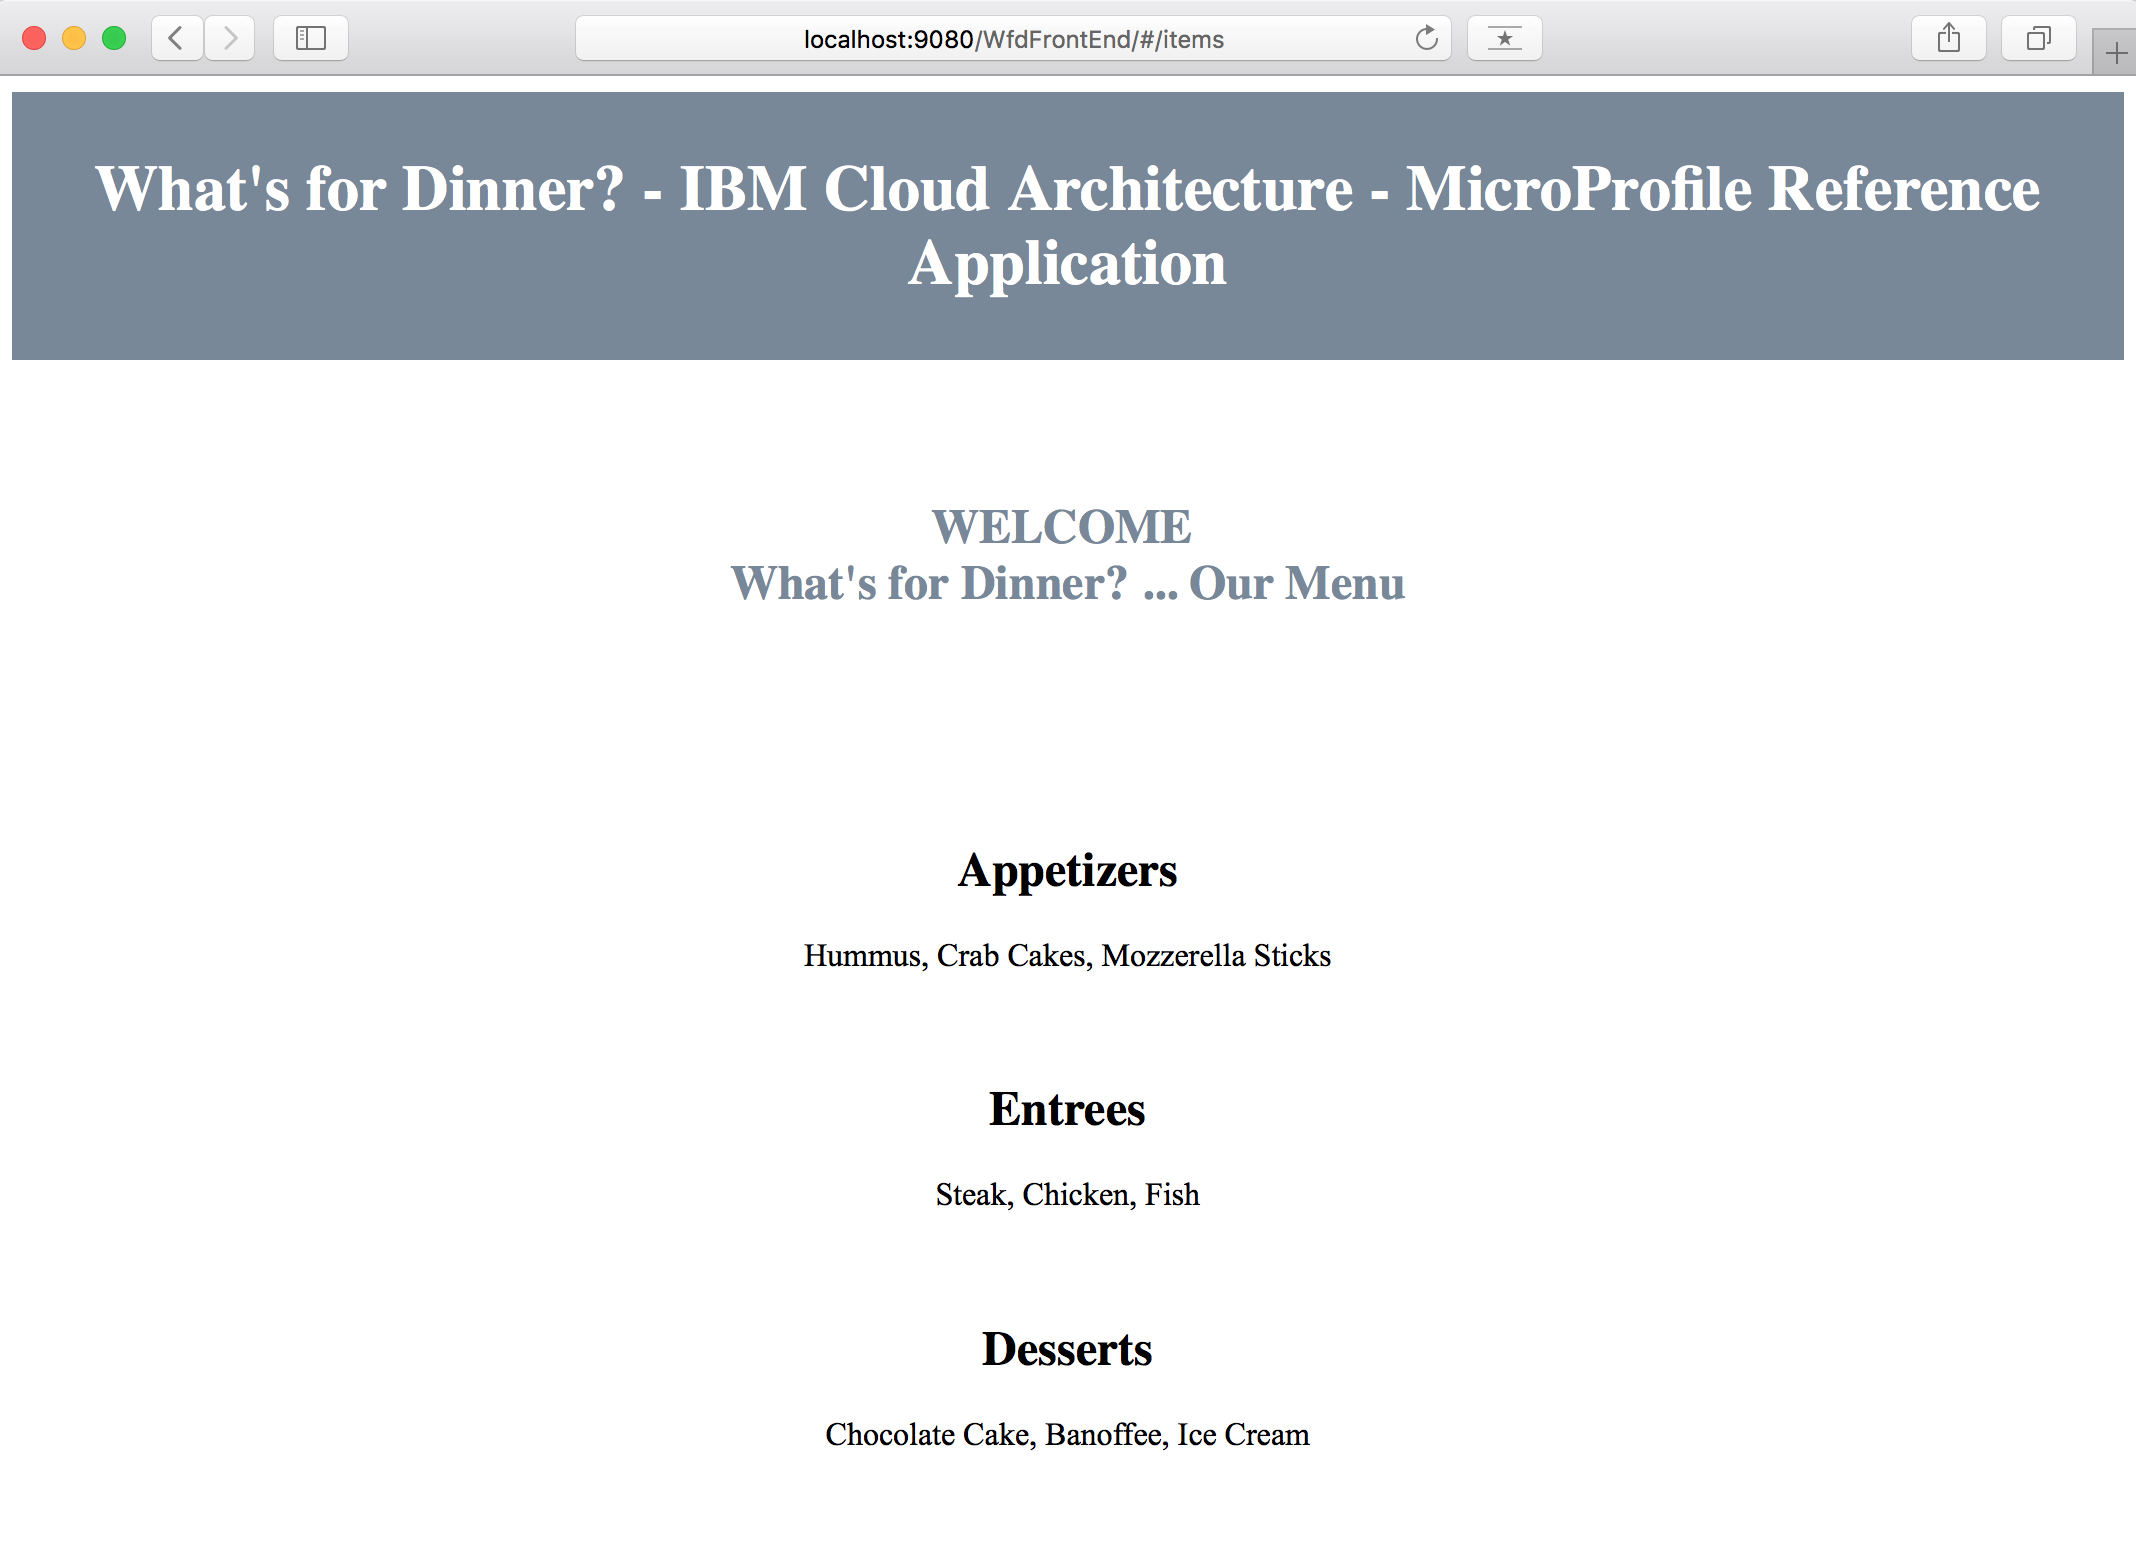 localhost:9080/WfdFrontEnd/#/items
What's for Dinner? - IBM Cloud Architecture - MicroProfile Reference
Application
WELCOME
What's for Dinner? ... Our Menu
Appetizers
Hummus, Crab Cakes, Mozzerella Sticks
Entrees
Steak, Chicken, Fish
Desserts
Chocolate Cake, Banoffee, Ice Cream